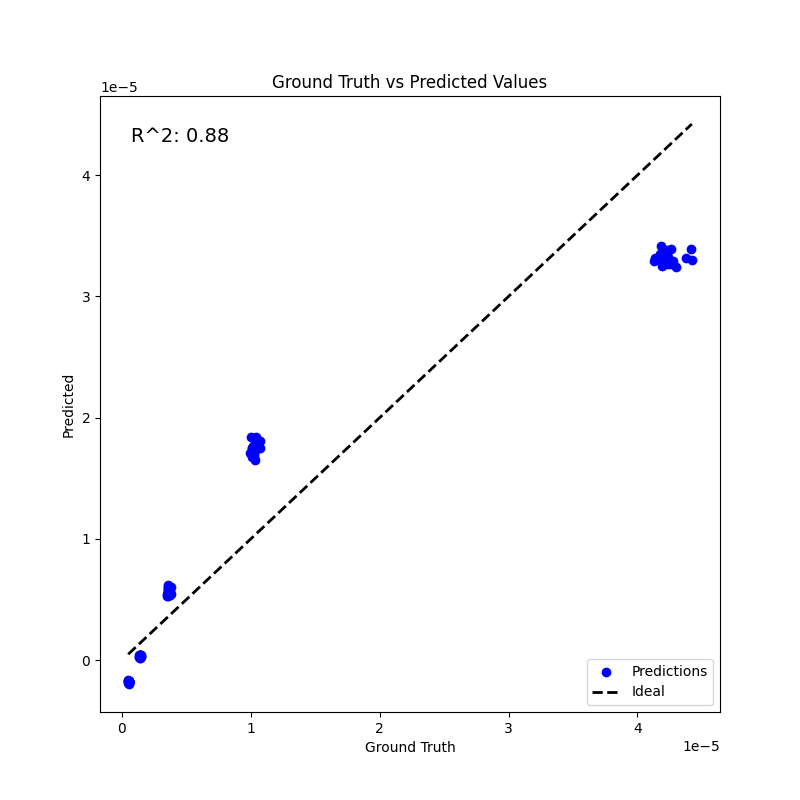 Ground Truth vs Predicted Values
1e−5
R^2: 0.88
4
3
2
1
0
Predicted
Predictions
Ideal
0 1 2 3 4
Ground Truth
1e−5